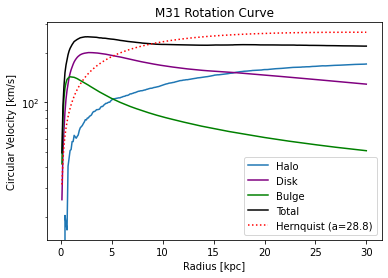 M31 Rotation Curve
Circular Velocity [km/s]
10²
0
5
10
15
20
25
30
Radius [kpc]
Halo
Disk
Bulge
Total
Hernquist (a=28.8)